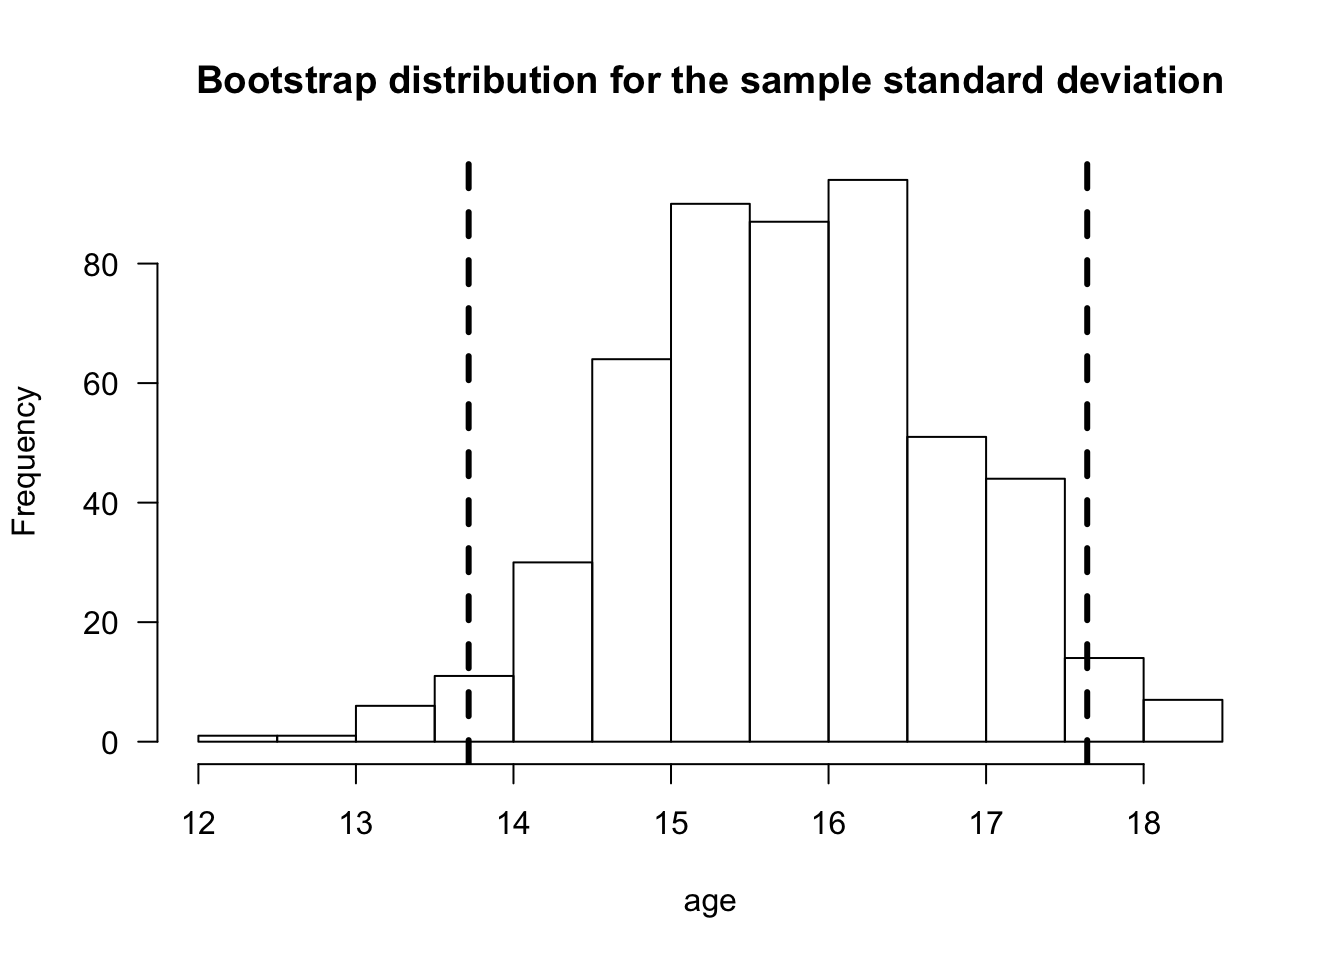 Bootstrap distribution for the sample standard deviation
Frequency
80
60
40
20
0
12 13 14 15 16 17 18
age